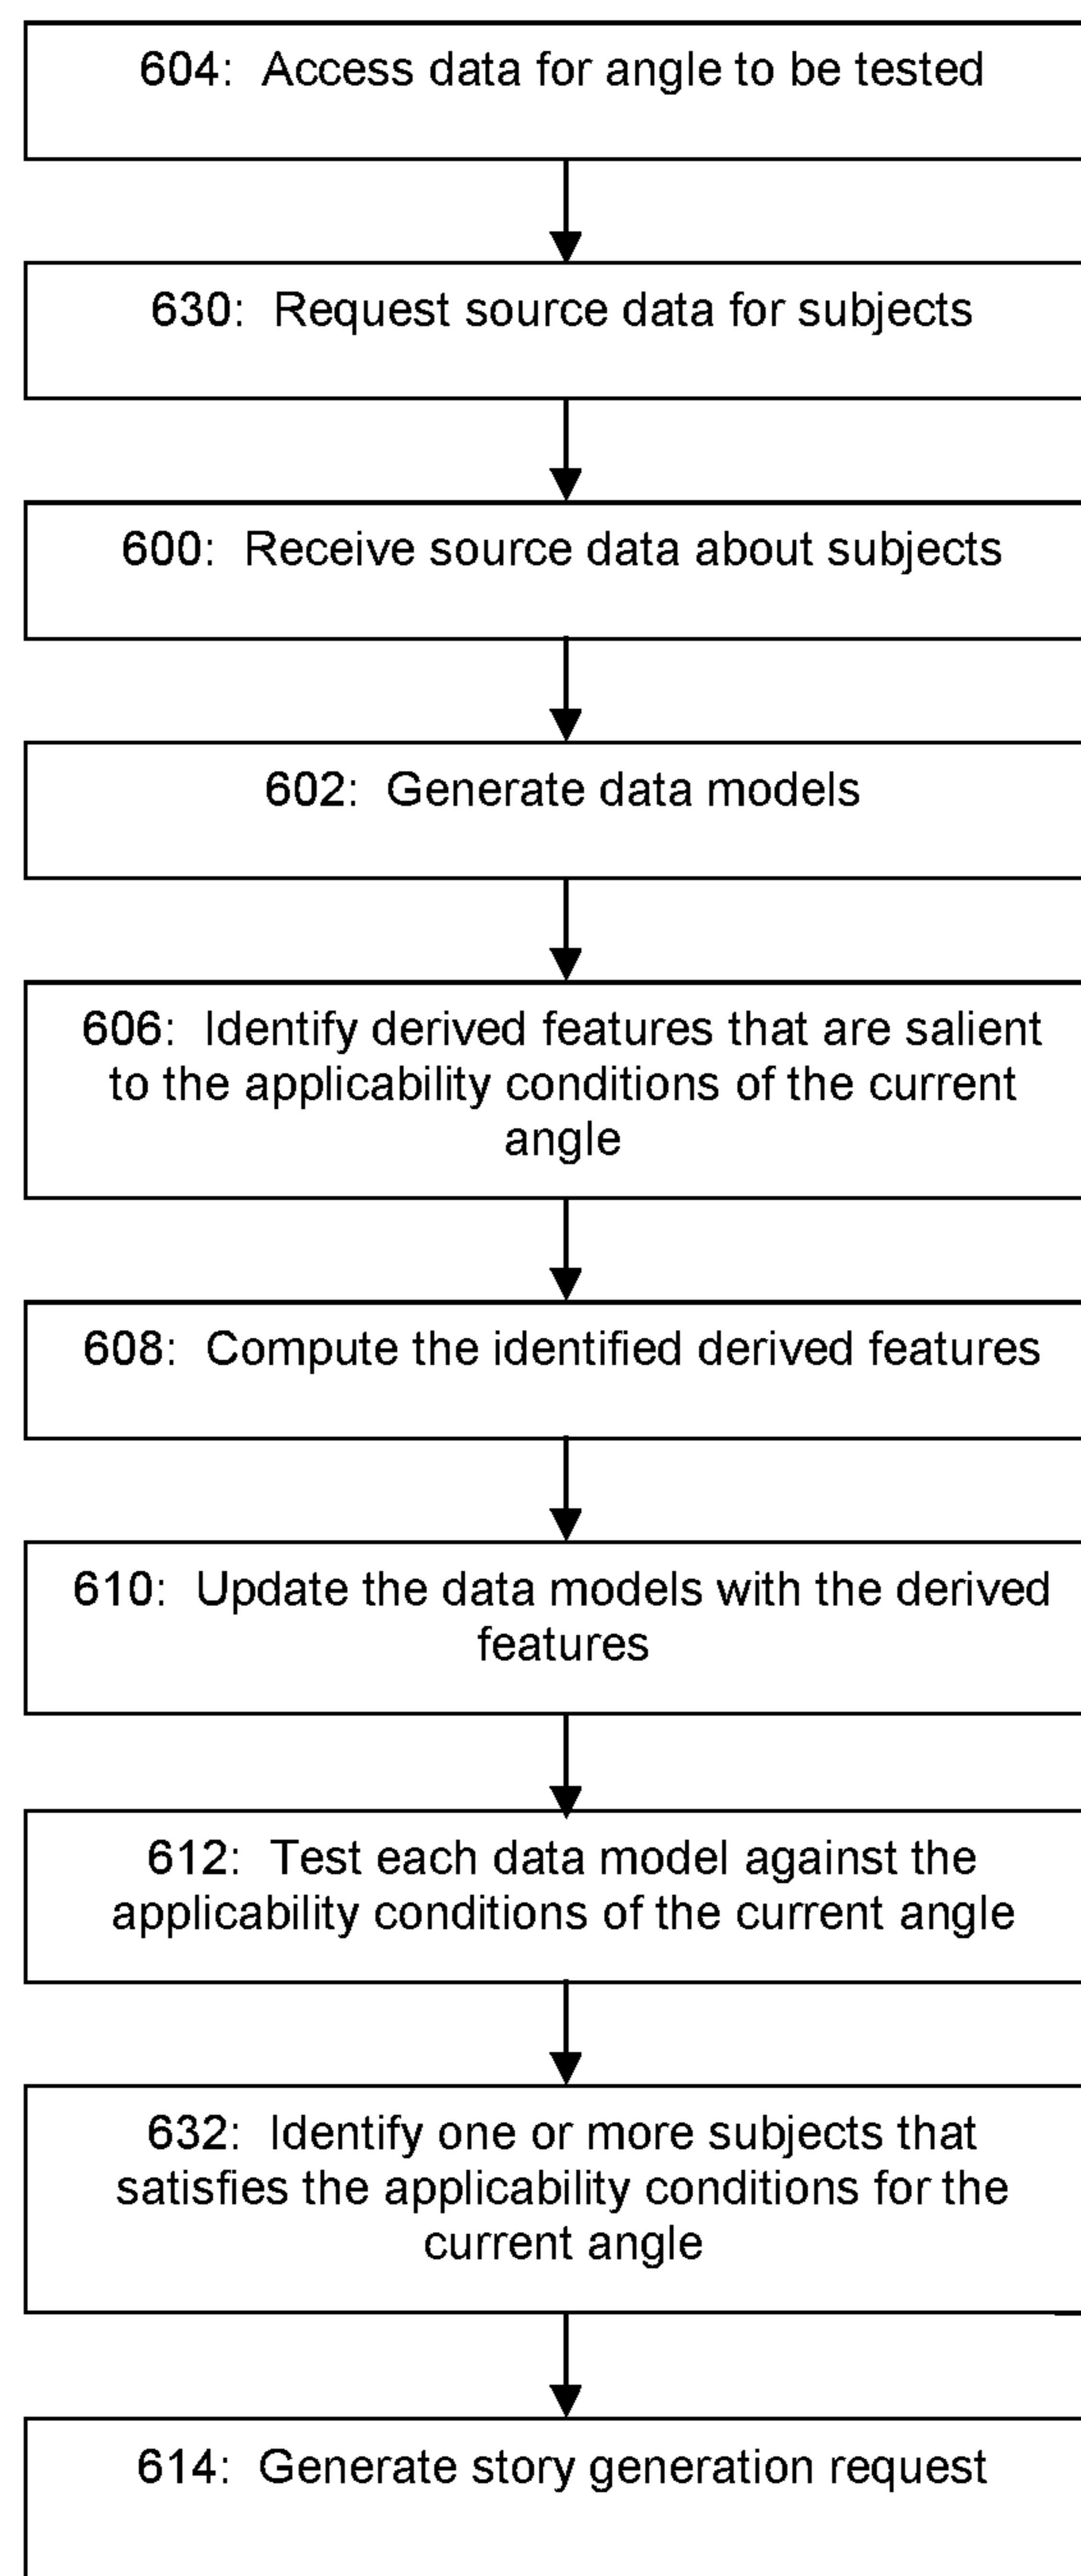 604: Access data for angle to be tested
630: Request source data for subjects
600: Receive source data about subjects
602: Generate data models
606: Identify derived features that are salient
to the applicability conditions of the current
angle
608: Compute the identified derived features
610: Update the data models with the derived
features
612: Test each data model against the
applicability conditions of the current angle
632: Identify one or more subjects that
satisfies the applicability conditions for the
current angle
614: Generate story generation request